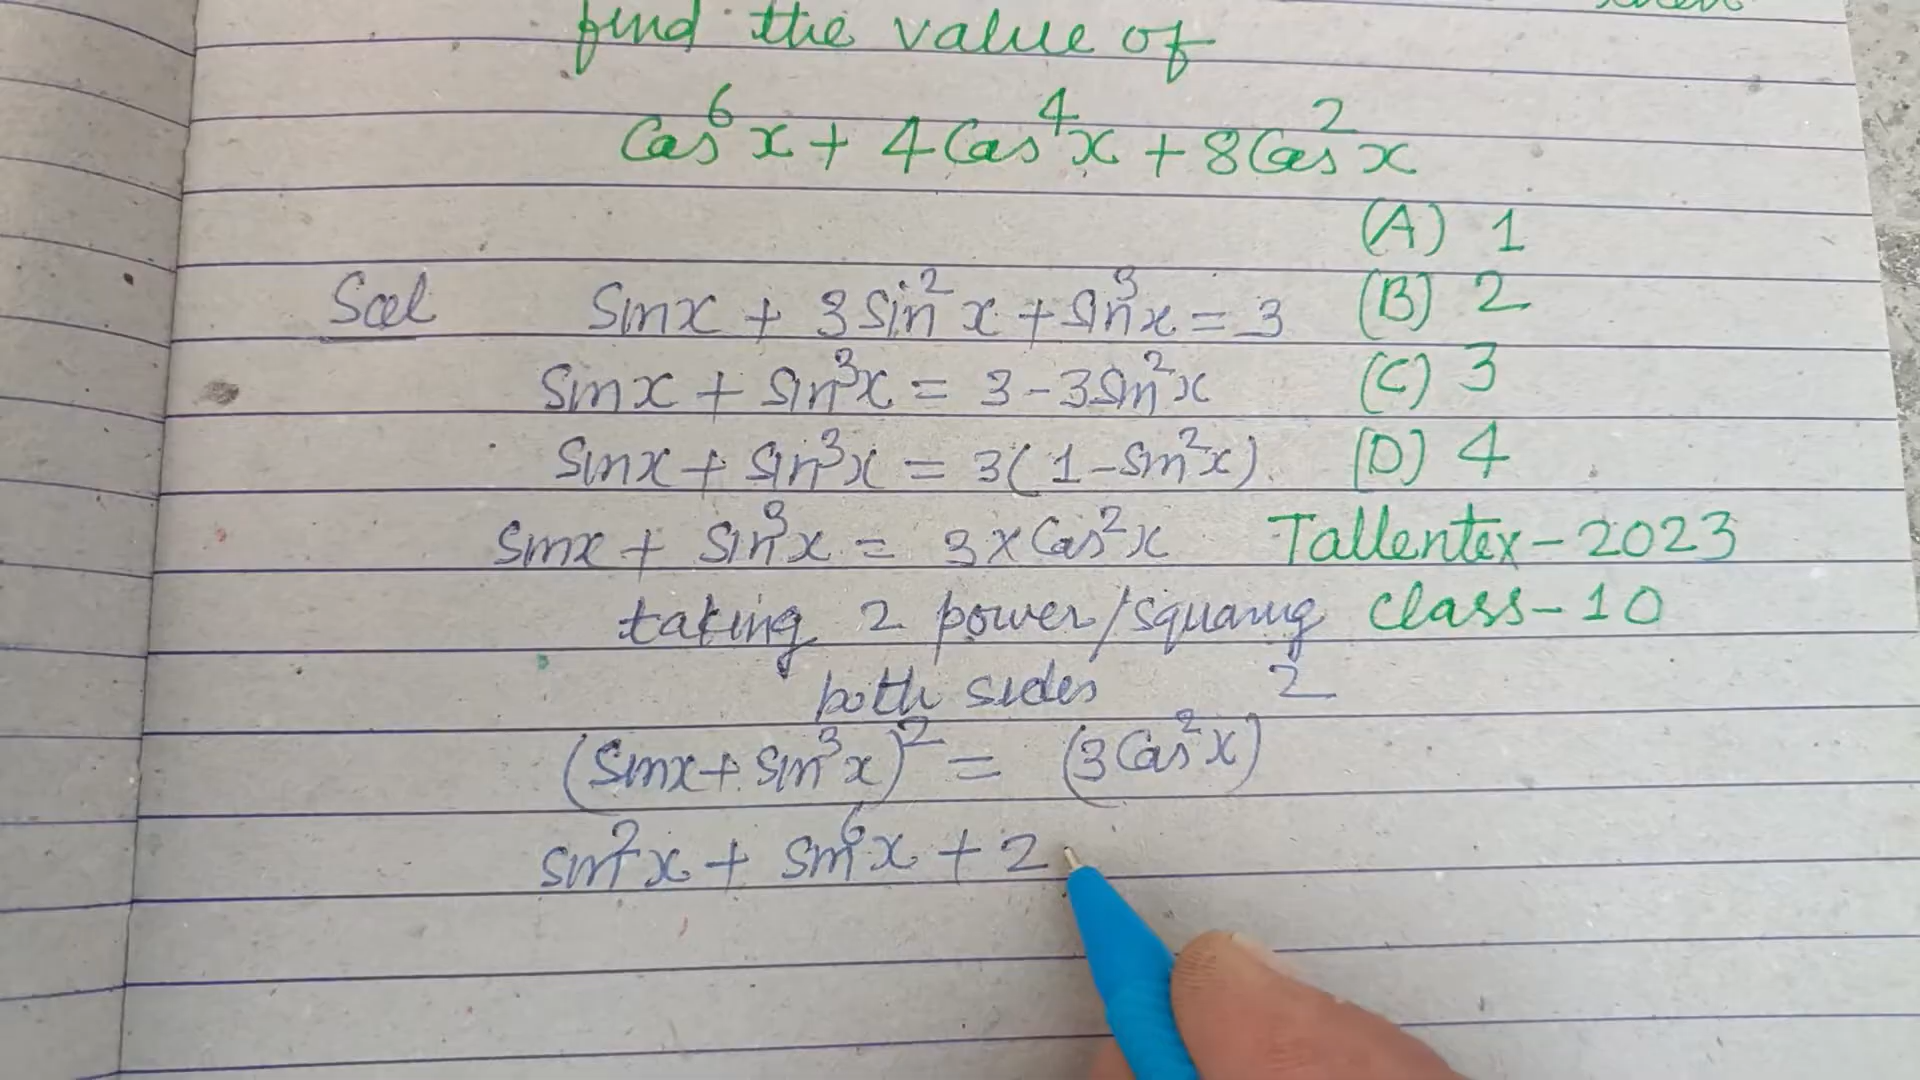 find the value of
Cos⁶x + 4Cos⁴x + 8Cos²x
(A) 1
Sol Sinx + 3Sin²x + Sin³x = 3 (B) 2
Sinx + Sin³x = 3 - 3Sin²x (C) 3
Sinx + Sin³x = 3(1 - Sin²x). (D) 4
Sinx + Sin³x = 3 x Cos²x Tallentex - 2023
taking 2 power/squaring class - 10
both sides 2
(Sinx + Sin³x)² = (3Cos²x)
Sin²x + Sin⁶x + 2